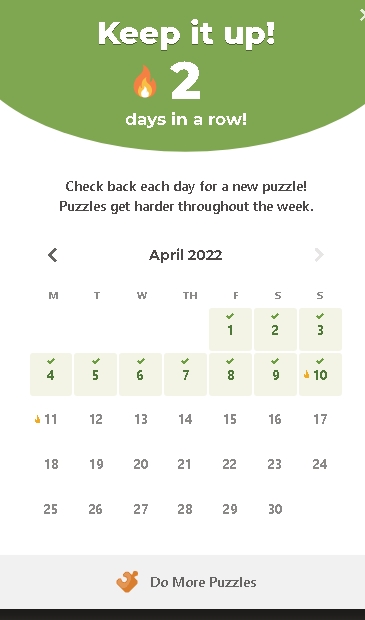 Keep it up!
2
days in a row!
Check back each day for a new puzzle!
Puzzles get harder throughout the week.
April 2022
M T W TH F S S
1 2 3
4 5 6 7 8 9 10
11 12 13 14 15 16 17
18 19 20 21 22 23 24
25 26 27 28 29 30
Do More Puzzles